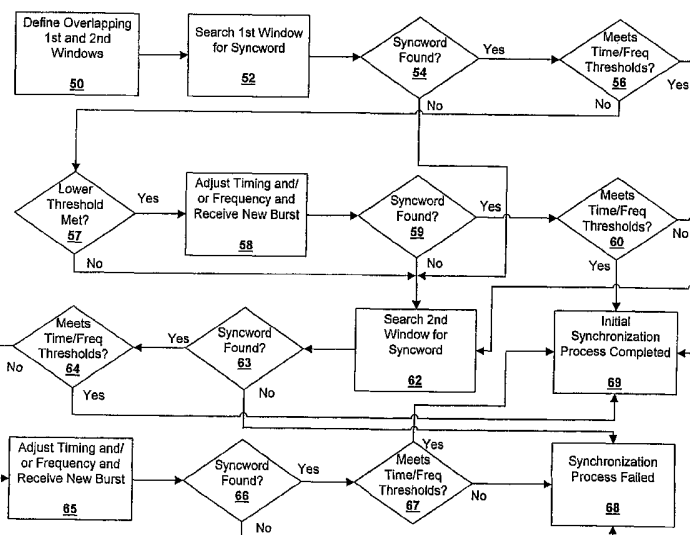 Define Overlapping
1st and 2nd
Windows
50
Search 1st Window
for Syncword
52
Syncword
Found?
54
Yes
No
Meets
Time/Freq
Thresholds?
56
Yes
No
Lower
Threshold
Met?
57
Yes
No
Adjust Timing and/
or Frequency and
Receive New Burst
58
Syncword
Found?
59
Yes
No
Meets
Time/Freq
Thresholds?
60
No
Yes
Meets
Time/Freq
Thresholds?
64
No
Yes
Yes
Syncword
Found?
63
No
Search 2nd
Window for
Syncword
62
Initial
Synchronization
Process Completed
69
Adjust Timing and/
or Frequency and
Receive New Burst
65
Syncword
Found?
66
Yes
No
Yes
Meets
Time/Freq
Thresholds?
67
No
Synchronization
Process Failed
68